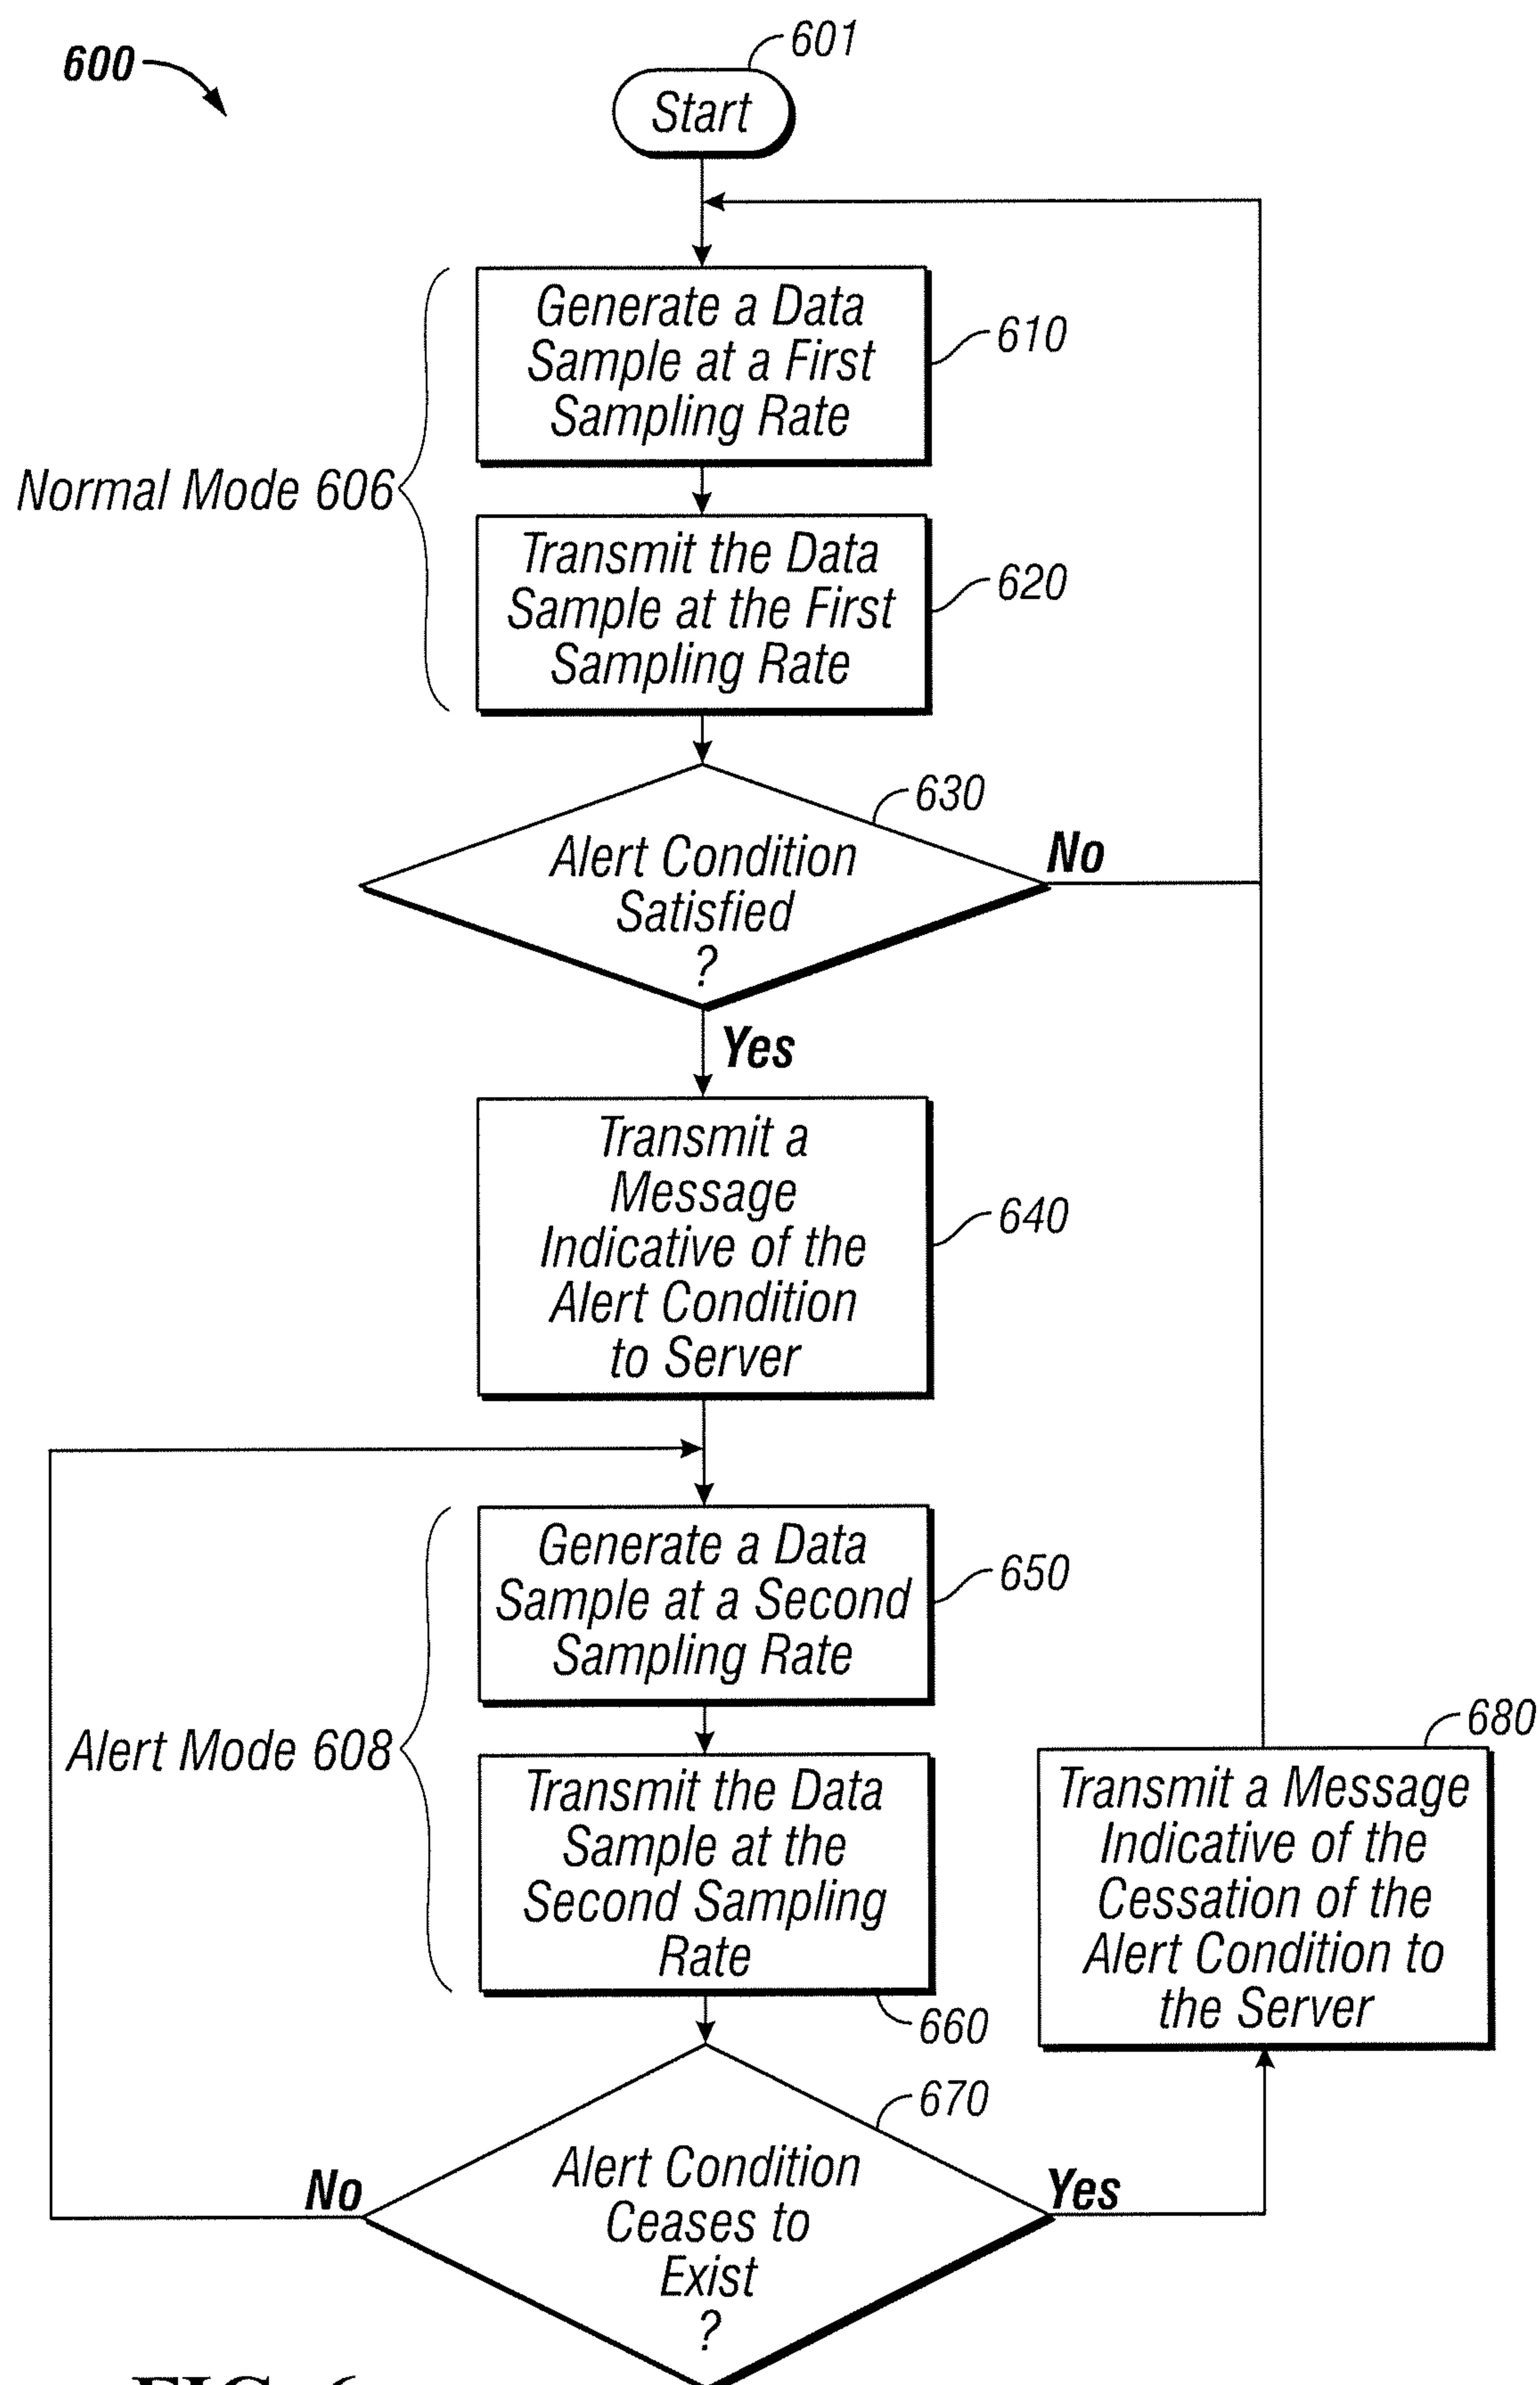 600
601
Start
Generate a Data
Sample at a First
Sampling Rate
610
Normal Mode 606
Transmit the Data
Sample at the First
Sampling Rate
620
630
Alert Condition
Satisfied
?
No
Yes
Transmit a
Message
Indicative of the
Alert Condition
to Server
640
Generate a Data
Sample at a Second
Sampling Rate
650
Alert Mode 608
Transmit the Data
Sample at the
Second Sampling
Rate
660
680
Transmit a Message
Indicative of the
Cessation of the
Alert Condition to
the Server
670
Alert Condition
Ceases to
Exist
?
No
Yes
FIG. 6